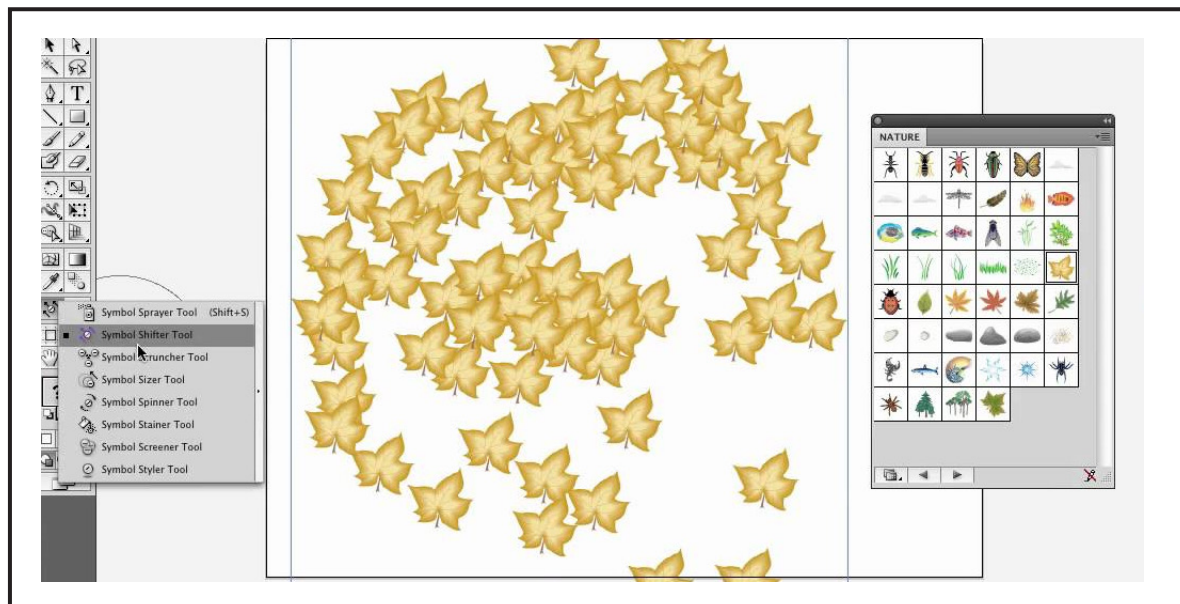 T
NATURE
Symbol Sprayer Tool (Shift+S)
Symbol Shifter Tool
Symbol Scruncher Tool
Symbol Sizer Tool
Symbol Spinner Tool
Symbol Stainer Tool
Symbol Screener Tool
Symbol Styler Tool